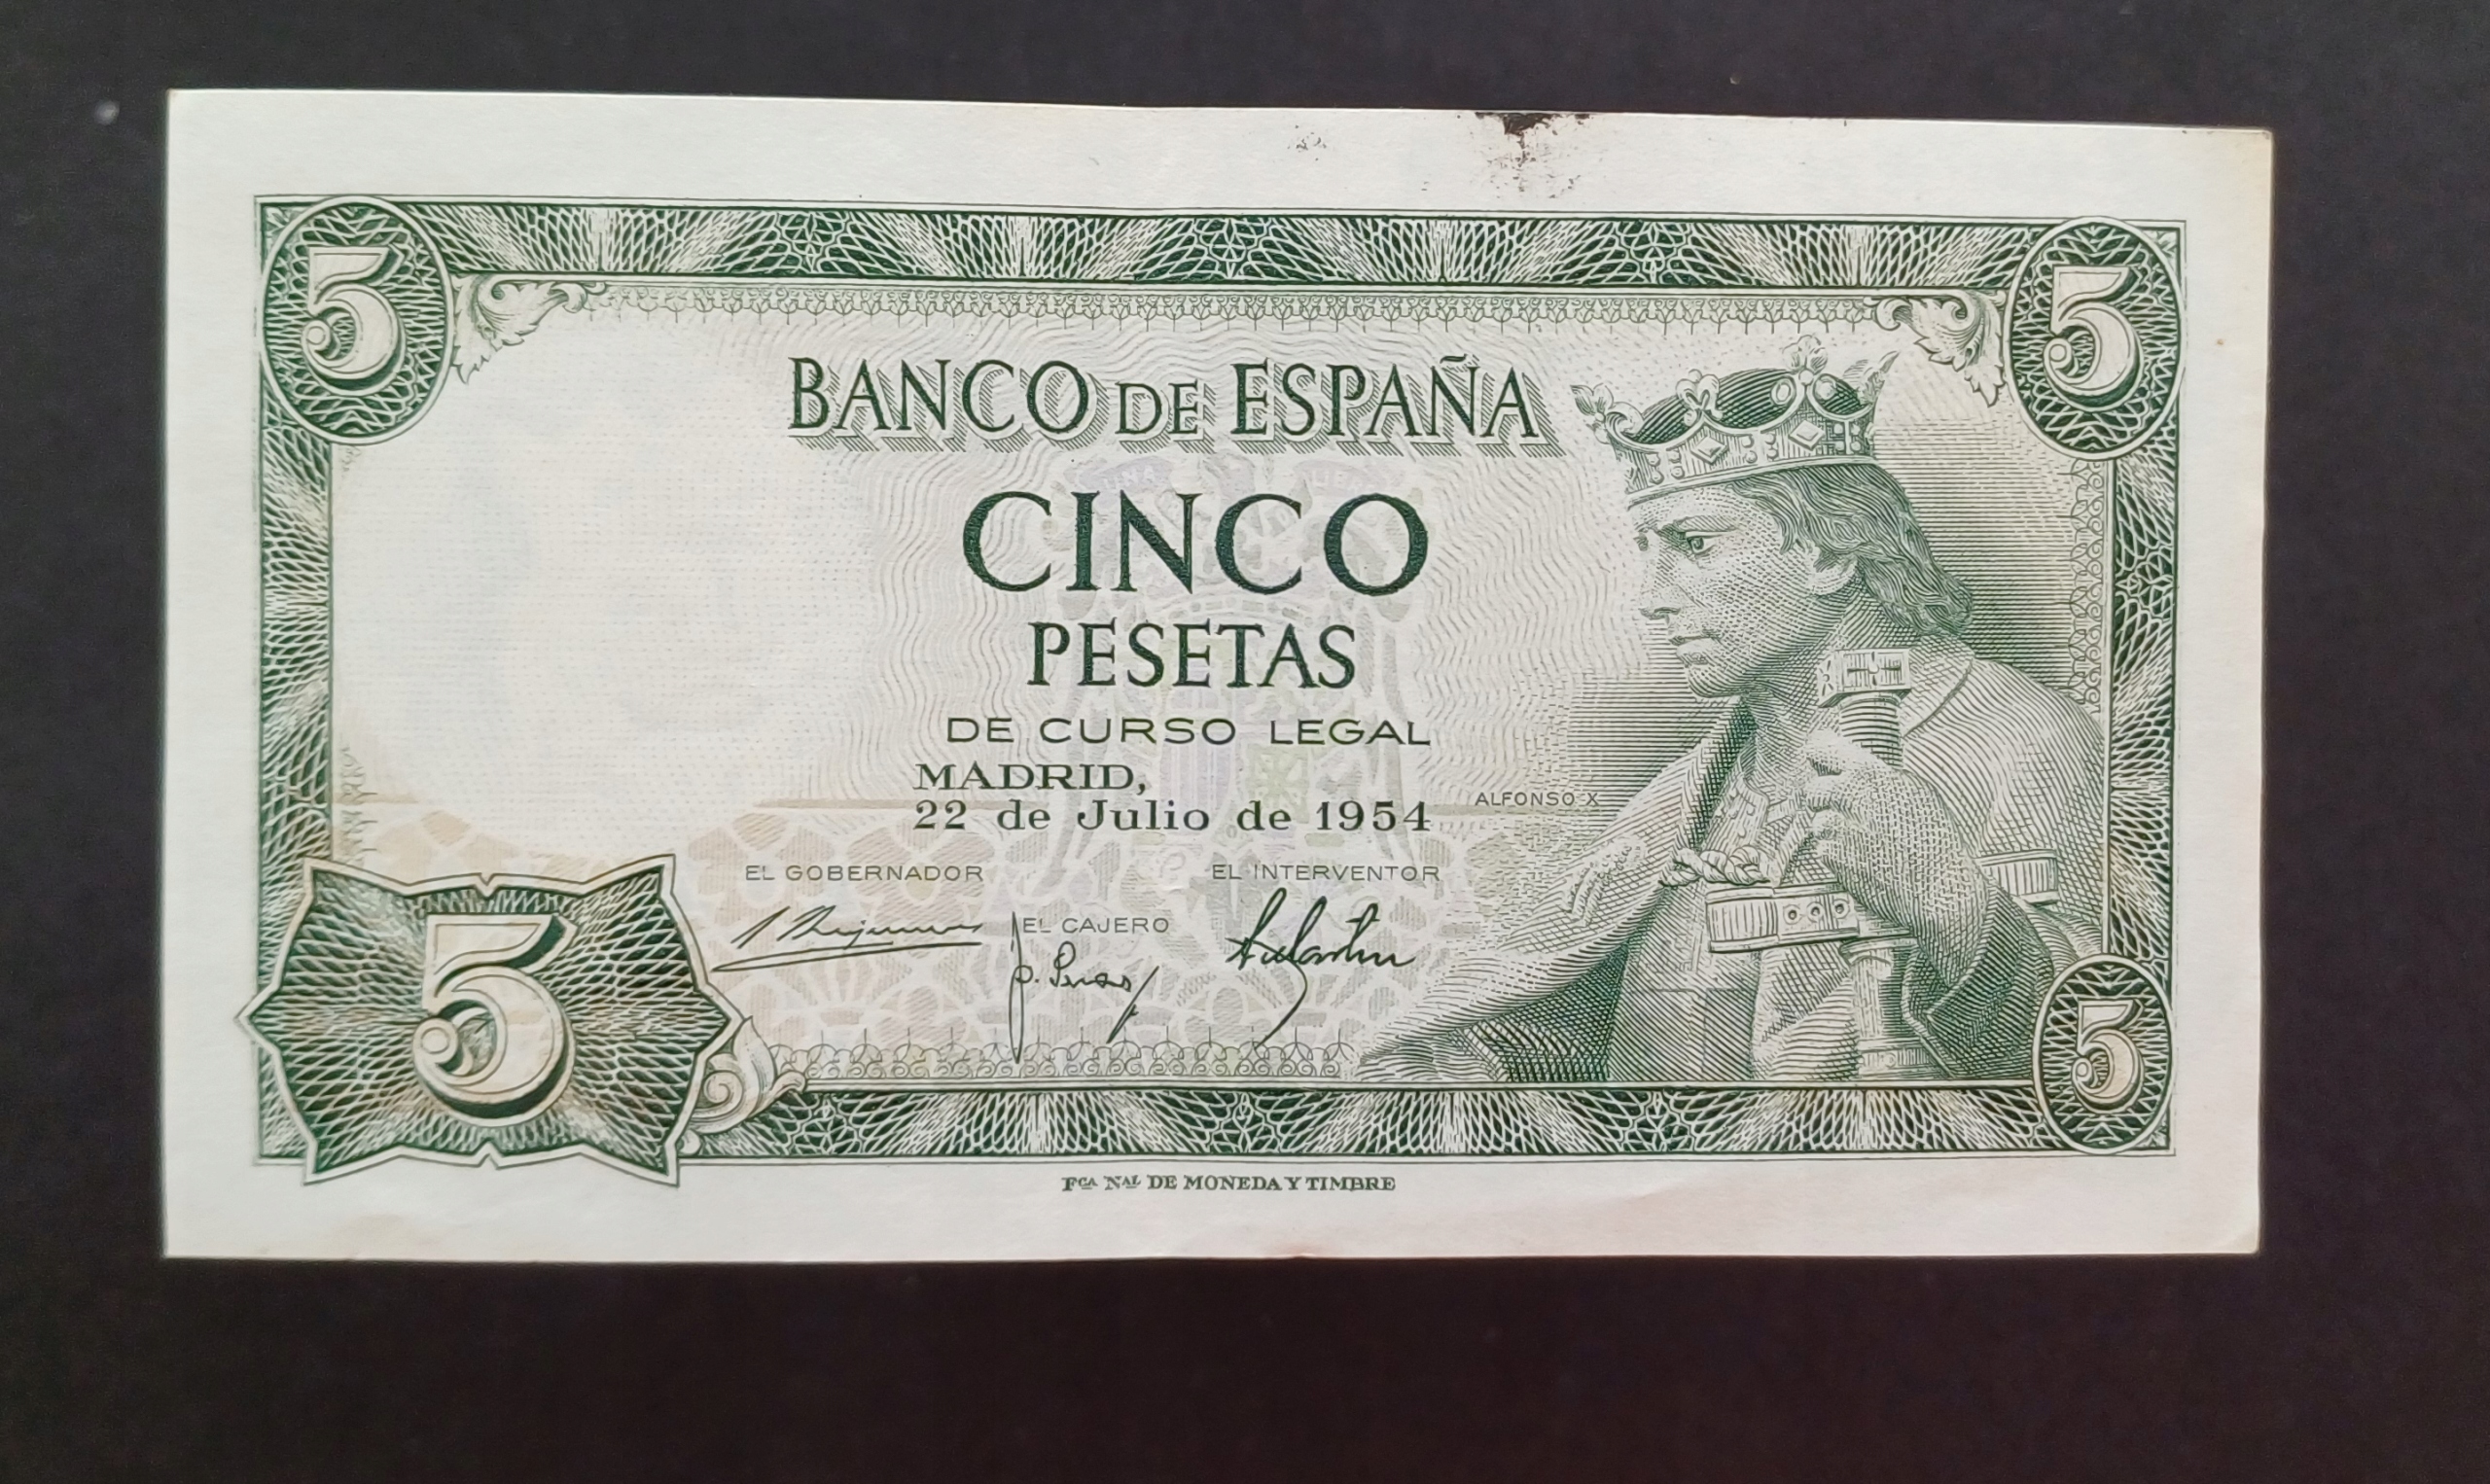 5
5
BANCO DE ESPAÑA
CINCO
PESETAS
DE CURSO LEGAL
MADRID,
22 de Julio de 1954
ALFONSO X
EL GOBERNADOR
EL INTERVENTOR
EL CAJERO
5
5
FCA NAL DE MONEDA Y TIMBRE